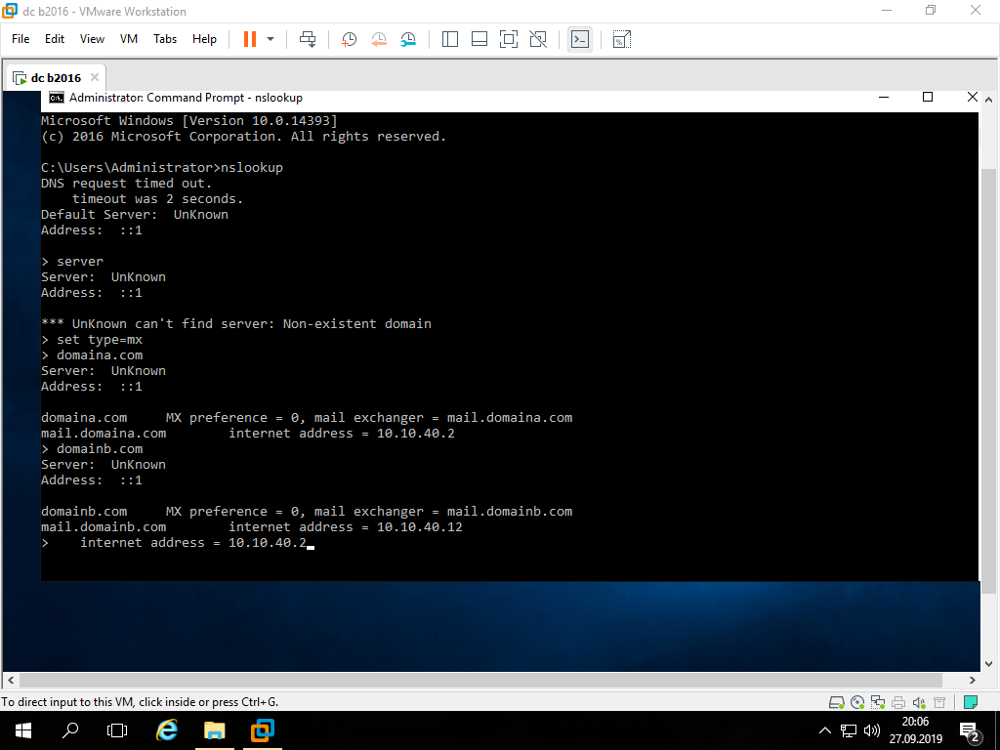 dc b2016 - VMware Workstation
File Edit View VM Tabs Help
dc b2016
Administrator: Command Prompt - nslookup
Microsoft Windows [Version 10.0.14393]
(c) 2016 Microsoft Corporation. All rights reserved.
C:\Users\Administrator>nslookup
DNS request timed out.
timeout was 2 seconds.
Default Server: UnKnown
Address: ::1
> server
Server: UnKnown
Address: ::1
*** UnKnown can't find server: Non-existent domain
> set type=mx
> domaina.com
Server: UnKnown
Address: ::1
domaina.com MX preference = 0, mail exchanger = mail.domaina.com
mail.domaina.com internet address = 10.10.40.2
> domainb.com
Server: UnKnown
Address: ::1
domainb.com MX preference = 0, mail exchanger = mail.domainb.com
mail.domainb.com internet address = 10.10.40.12
> internet address = 10.10.40.2
To direct input to this VM, click inside or press Ctrl+G.
20:06
27.09.2019
2